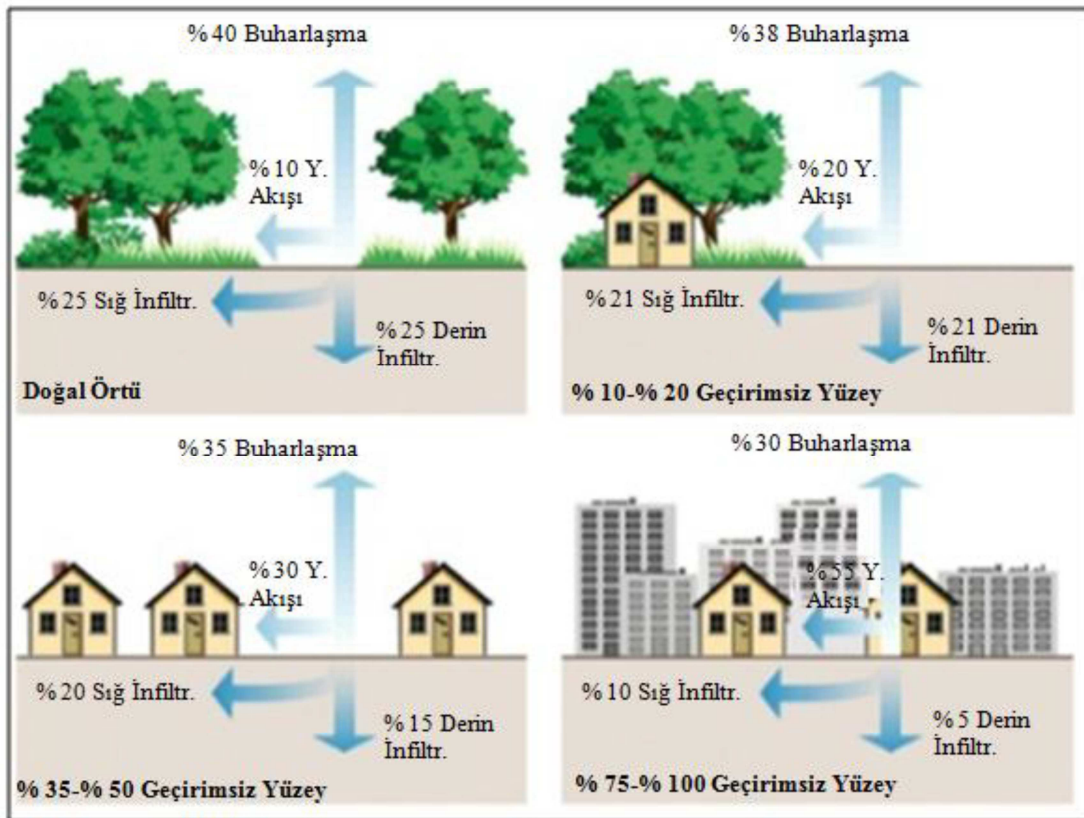 %40 Buharlaşma
%10 Y.
Akışı
%25 Sığ İnfiltr.
%25 Derin
İnfiltr.
Doğal Örtü
%38 Buharlaşma
%20 Y.
Akışı
%21 Sığ İnfiltr.
%21 Derin
İnfiltr.
% 10-% 20 Geçirimsiz Yüzey
%35 Buharlaşma
%30 Y.
Akışı
%20 Sığ İnfiltr.
%15 Derin
İnfiltr.
% 35-% 50 Geçirimsiz Yüzey
%30 Buharlaşma
%55 Y.
Akışı
%10 Sığ İnfiltr.
%5 Derin
İnfiltr.
% 75-% 100 Geçirimsiz Yüzey